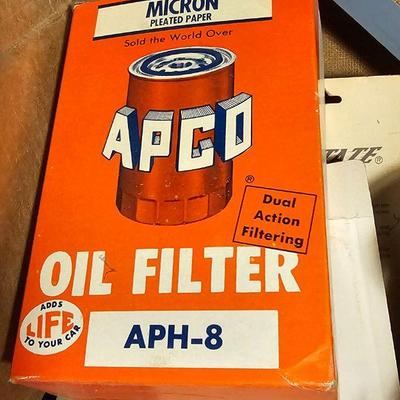 MICRON
PLEATED PAPER
Sold the World Over
APCO
®
Dual
Action
Filtering
TATE®
OIL FILTER
ADDS
LIFE
TO YOUR CAR
APH-8